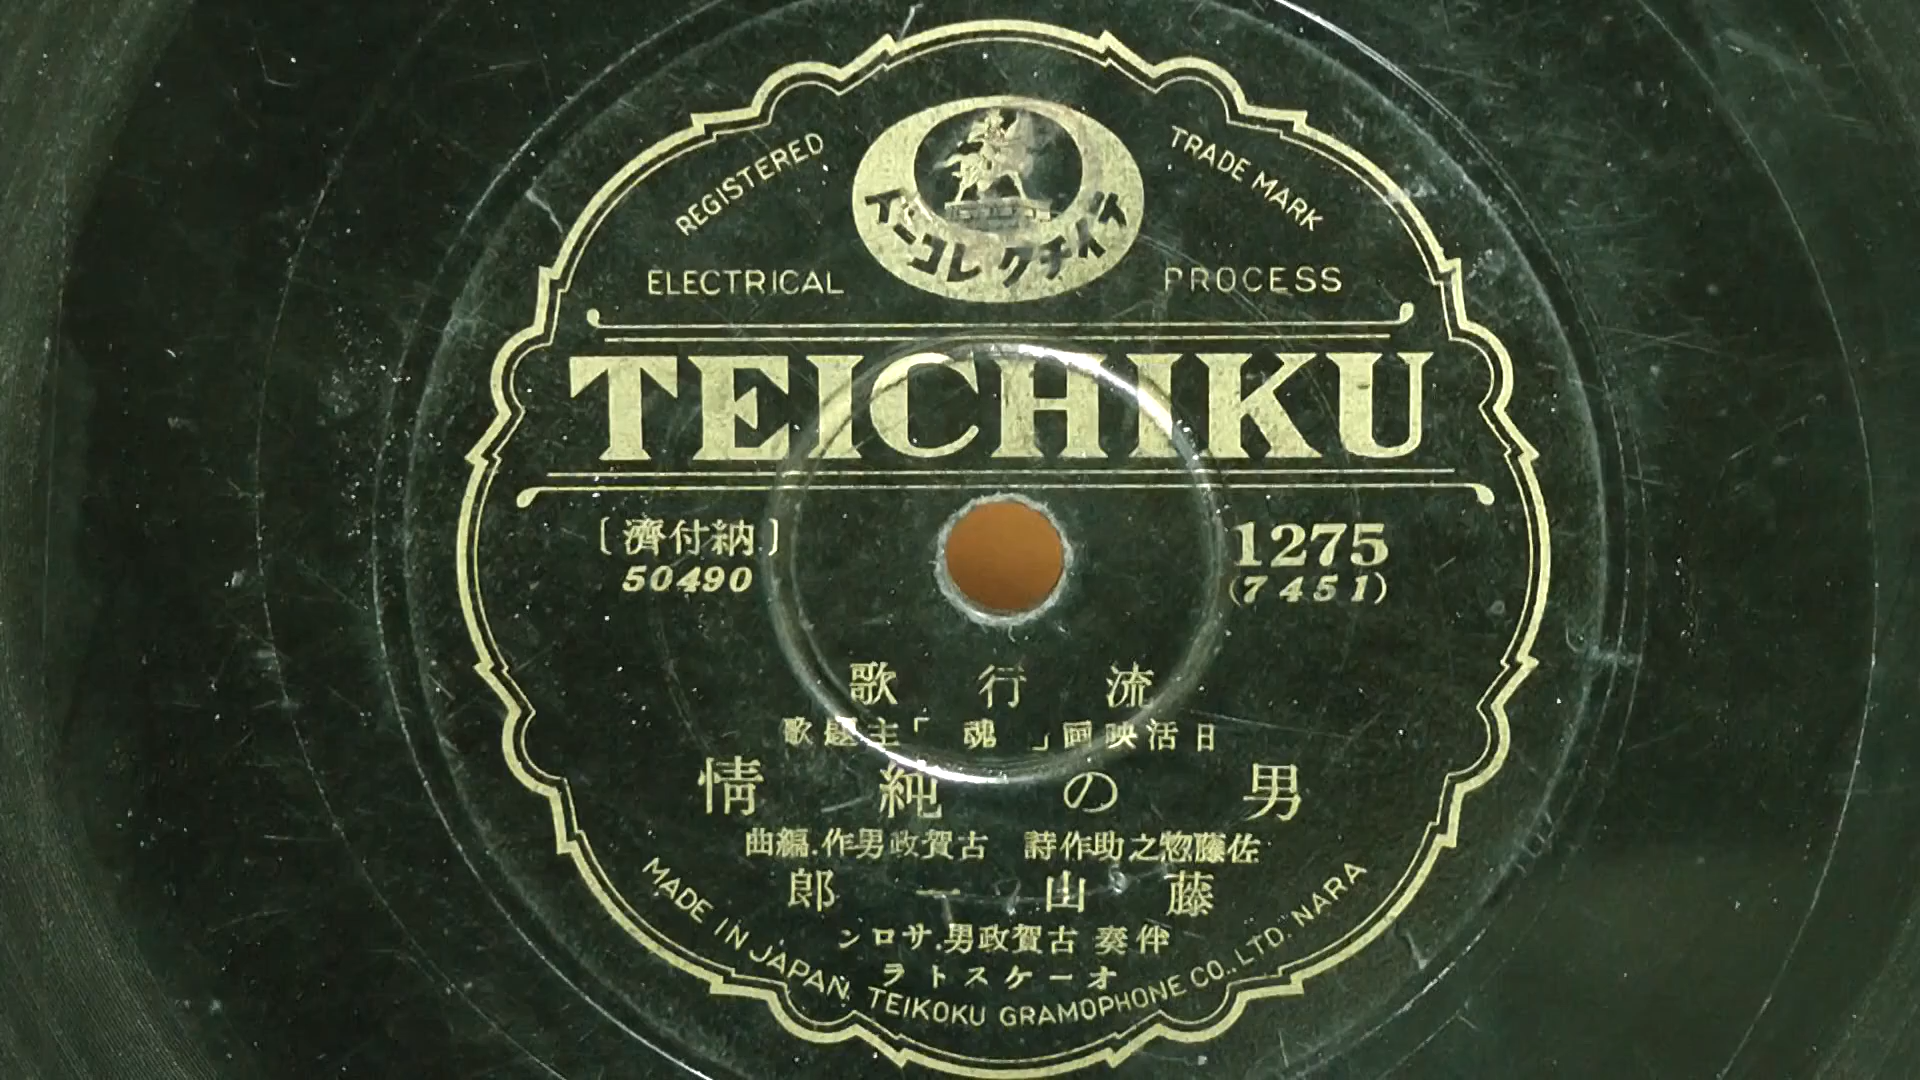 REGISTERED TRADE MARK
テイチクレコード
ELECTRICAL PROCESS
TEICHIKU
〔納付濟〕
50490
1275
(7451)
流行歌
日活映画「魂」主題歌
男の純情
佐藤惣之助作詩 古賀政男作.編曲
藤山一郎
伴奏 古賀政男.サロン
オーケストラ
MADE IN JAPAN, TEIKOKU GRAMOPHONE CO., LTD. NARA